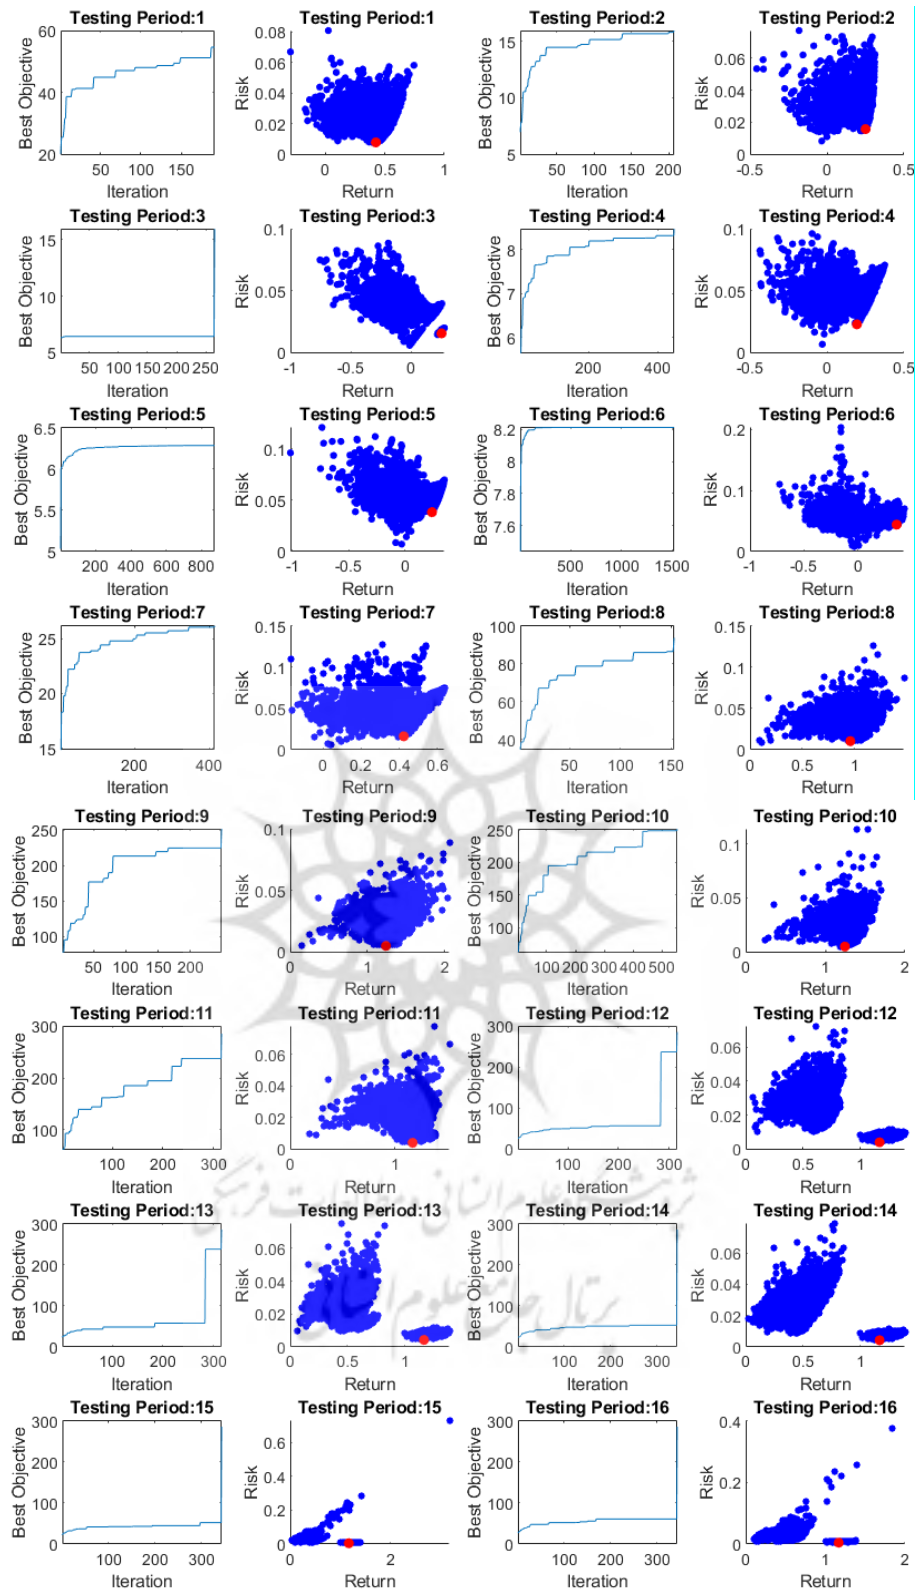 Testing Period:1 Testing Period:1 Testing Period:2 Testing Period:2
60 0.08 15 0.06
40 0.06 10 0.04
20 0.04 5 0.02
0.02 0
0
Best Objective Risk Best Objective Risk
50 100 150 0 0.5 1 50 100 150 200 -0.5 0 0.5
Iteration Return Iteration Return
Testing Period:3 Testing Period:3 Testing Period:4 Testing Period:4
15 0.1 8 0.1
10 0.05 7 0.05
5 0 6 0
Best Objective Risk Best Objective Risk
50 100 150 200 250 -1 -0.5 0 200 400 -0.5 0 0.5
Iteration Return Iteration Return
Testing Period:5 Testing Period:5 Testing Period:6 Testing Period:6
6.5 0.1 8.2 0.2
6 0.05 8 0.1
5.5 0 7.8 0
5 7.6
Best Objective Risk Best Objective Risk
200 400 600 800 -1 -0.5 0 500 1000 1500 -1 -0.5 0
Iteration Return Iteration Return
Testing Period:7 Testing Period:7 Testing Period:8 Testing Period:8
25 0.15 100 0.15
20 0.1 80 0.1
15 0.05 60 0.05
0 40 0
Best Objective Risk Best Objective Risk
200 400 0 0.2 0.4 0.6 50 100 150 0 0.5 1
Iteration Return Iteration Return
Testing Period:9 Testing Period:9 Testing Period:10 Testing Period:10
250 0.1 250 0.1
200 0.05 200 0.05
150 0 150 0
100 100
Best Objective Risk Best Objective Risk
50 100 150 200 0 1 2 100 200 300 400 500 0 1 2
Iteration Return Iteration Return
Testing Period:11 Testing Period:11 Testing Period:12 Testing Period:12
300 0.06 300 0.06
200 0.04 200 0.04
100 0.02 100 0.02
0 0 0
Best Objective Risk Best Objective Risk
100 200 300 0 1 0 100 200 300 0 0.5 1
Iteration Return Iteration Return
Testing Period:13 Testing Period:13 Testing Period:14 Testing Period:14
300 0.06 300 0.06
200 0.04 200 0.04
100 0.02 100 0.02
0 0 0 0
Best Objective Risk Best Objective Risk
100 200 300 0 0.5 1 100 200 300 0 0.5 1
Iteration Return Iteration Return
پژوهشگاه علوم انسانی و مطالعات فرهنگی
پرتال جامع علوم انسانی
Testing Period:15 Testing Period:15 Testing Period:16 Testing Period:16
300 0.6 300 0.4
200 0.4 200 0.2
100 0.2 100 0
0 0 0
Best Objective Risk Best Objective Risk
100 200 300 0 2 100 200 300 0 1 2
Iteration Return Iteration Return